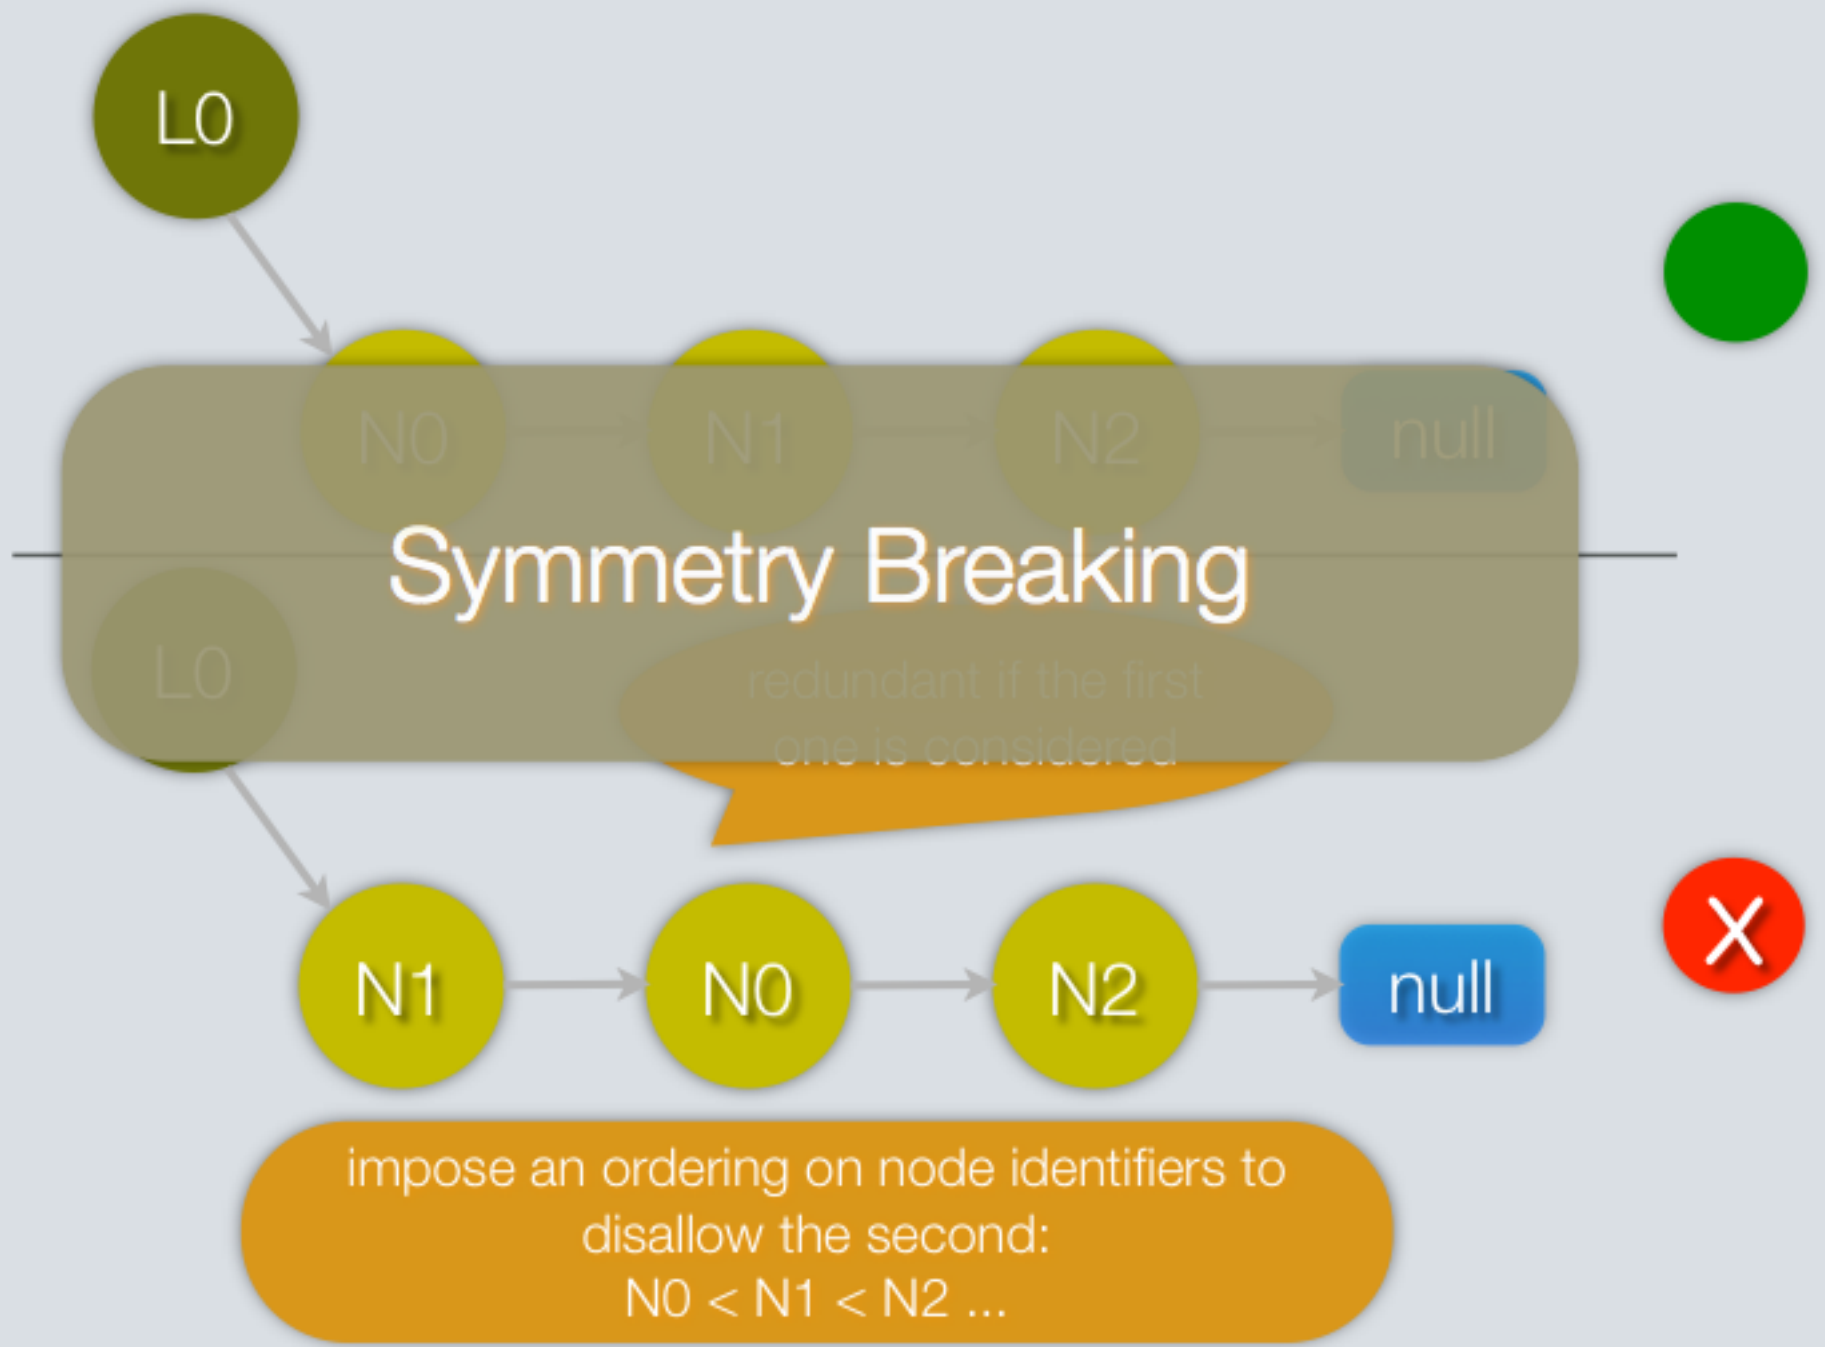 L0
N0
N1
N2
null
Symmetry Breaking
L0
redundant if the first
one is considered
N1
N0
N2
null
X
impose an ordering on node identifiers to
disallow the second:
N0 < N1 < N2 ...